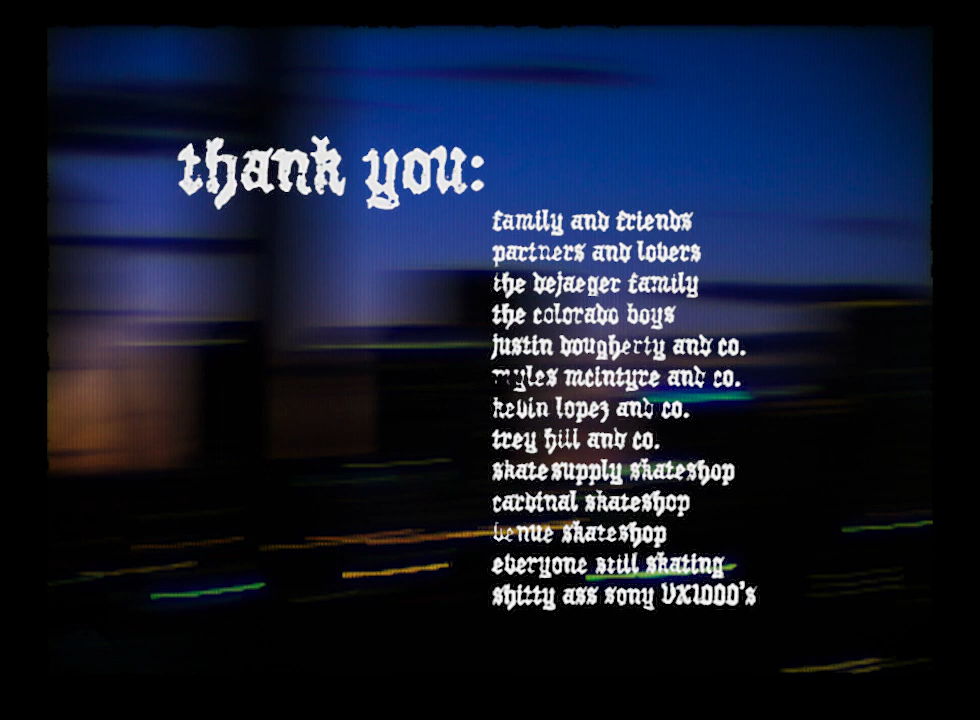 thank you:
family and friends
partners and lovers
the dejaeger family
the colorado boys
justin dougherty and co.
myles mcintyre and co.
kevin lopez and co.
trey hill and co.
skatesupply skateshop
cardinal skateshop
venue skateshop
everyone still skating
shitty ass sony VX1000's